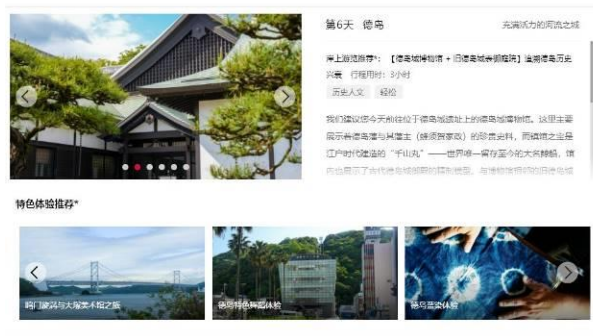 第6天 德岛
充满活力的河流之城
岸上游览推荐*: 【德岛城博物馆 + 旧德岛城表御殿庭院】追溯德岛历史
兴衰 行程用时: 3小时
历史人文 轻松
我们建议您今天前往位于德岛城遗址上的德岛城博物馆。这里主要
展示表德岛藩与其藩主（蜂须贺家政）的珍贵史料，而镇馆之宝是
江户时代建造的“千山丸”——世界唯一留存至今的大名船，馆
特色体验推荐*
鸣门漩涡与大塚美术馆之旅
德岛特色舞蹈体验
德岛蓝染体验